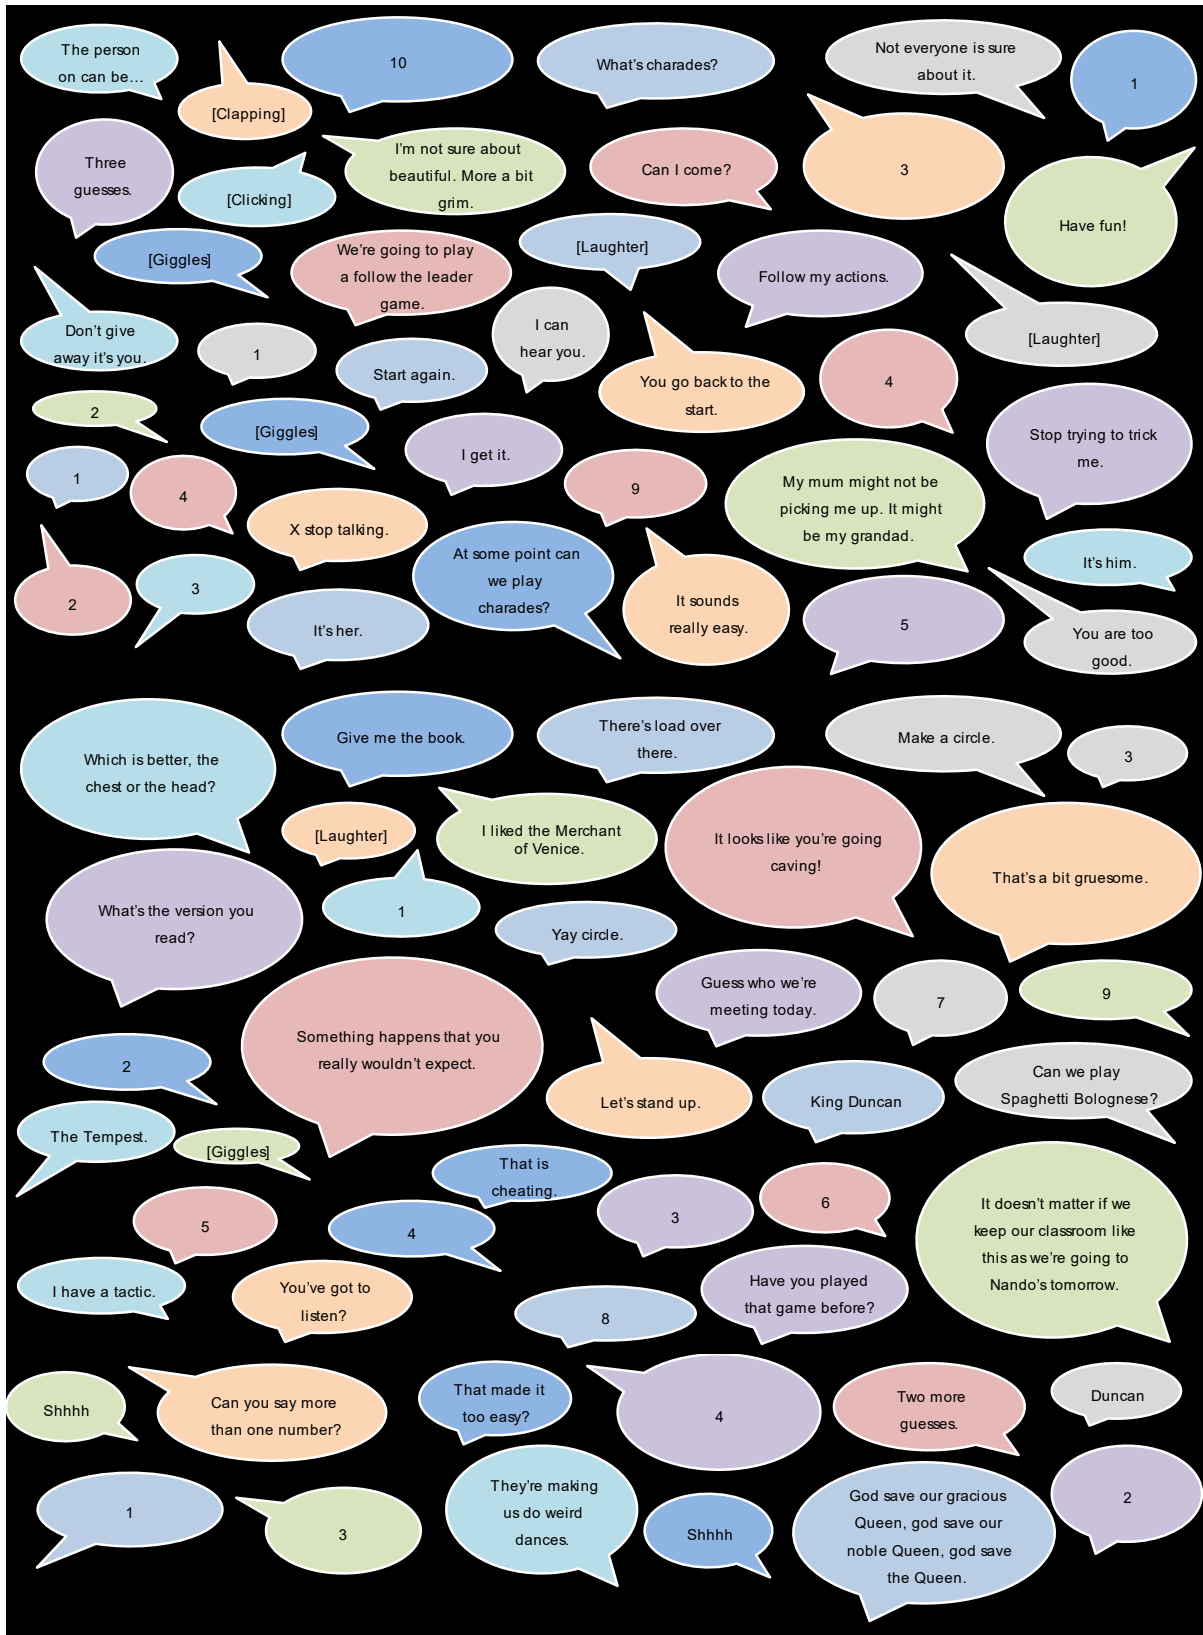 The person
on can be…
[Clapping]
10
What's charades?
Not everyone is sure
about it.
1
Three
guesses.
[Clicking]
I'm not sure about
beautiful. More a bit
grim.
Can I come?
3
Have fun!
[Giggles]
We're going to play
a follow the leader
game.
[Laughter]
Follow my actions.
Don't give
away it's you.
1
Start again.
I can
hear you.
You go back to the
start.
4
[Laughter]
2
[Giggles]
I get it.
Stop trying to trick
me.
1
4
X stop talking.
9
My mum might not be
picking me up. It might
be my grandad.
2
3
It's her.
At some point can
we play
charades?
It sounds
really easy.
5
It's him.
You are too
good.
Which is better, the
chest or the head?
Give me the book.
There's load over
there.
Make a circle.
3
[Laughter]
I liked the Merchant
of Venice.
It looks like you're going
caving!
That's a bit gruesome.
What's the version you
read?
1
Yay circle.
Guess who we're
meeting today.
7
9
2
Something happens that you
really wouldn't expect.
Let's stand up.
King Duncan
Can we play
Spaghetti Bolognese?
The Tempest.
[Giggles]
That is
cheating.
5
4
3
6
It doesn't matter if we
keep our classroom like
this as we're going to
Nando's tomorrow.
I have a tactic.
You've got to
listen?
8
Have you played
that game before?
Shhhh
Can you say more
than one number?
That made it
too easy?
4
Two more
guesses.
Duncan
1
3
They're making
us do weird
dances.
Shhhh
God save our gracious
Queen, god save our
noble Queen, god save
the Queen.
2